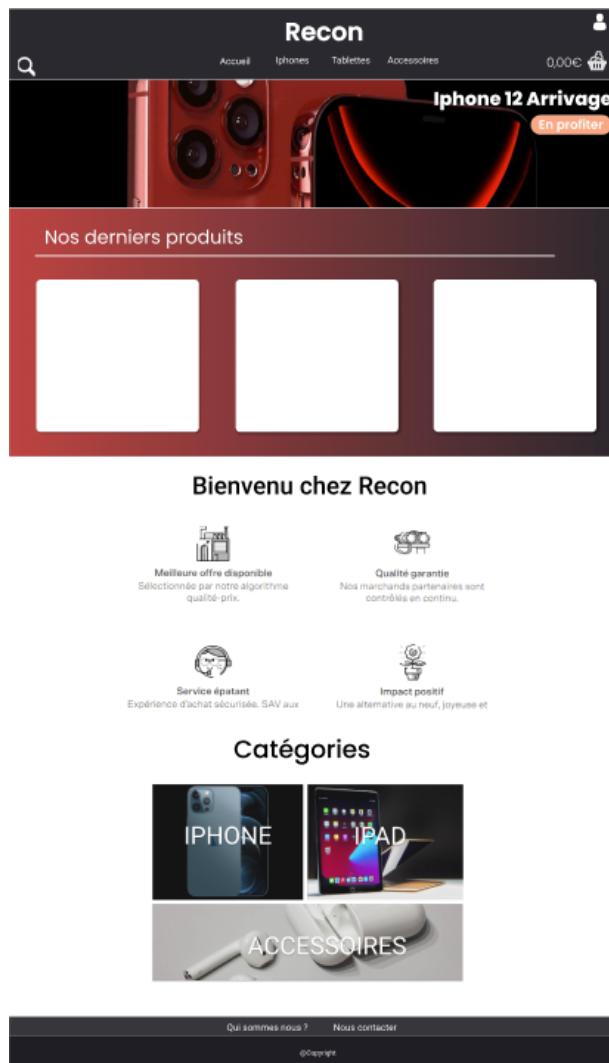 Recon
Accueil Iphones Tablettes Accessoires
0,00€
Iphone 12 Arrivage
En profiter
Nos derniers produits
Bienvenu chez Recon
Meilleure offre disponible
Sélectionnée par notre algorithme
qualité-prix.
Qualité garantie
Nos marchands partenaires sont
contrôlés en continu.
Service épatant
Expérience d'achat sécurisée. SAV aux
Impact positif
Une alternative au neuf, joyeuse et
Catégories
IPHONE
IPAD
ACCESSOIRES
Qui sommes nous ? Nous contacter
@Copyright